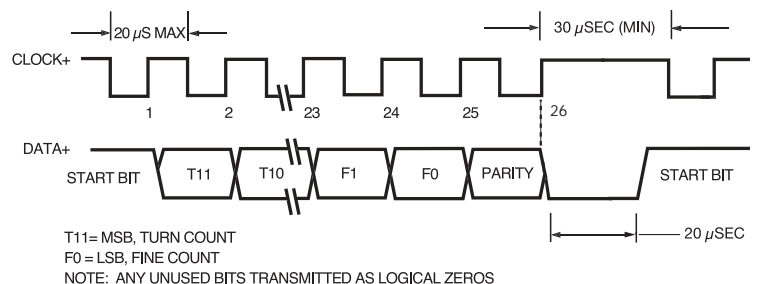 20 µS MAX
30 µSEC (MIN)
CLOCK+
1 2 23 24 25 26
DATA+
START BIT T11 T10 F1 F0 PARITY START BIT
20 µSEC
T11= MSB, TURN COUNT
F0 = LSB, FINE COUNT
NOTE: ANY UNUSED BITS TRANSMITTED AS LOGICAL ZEROS